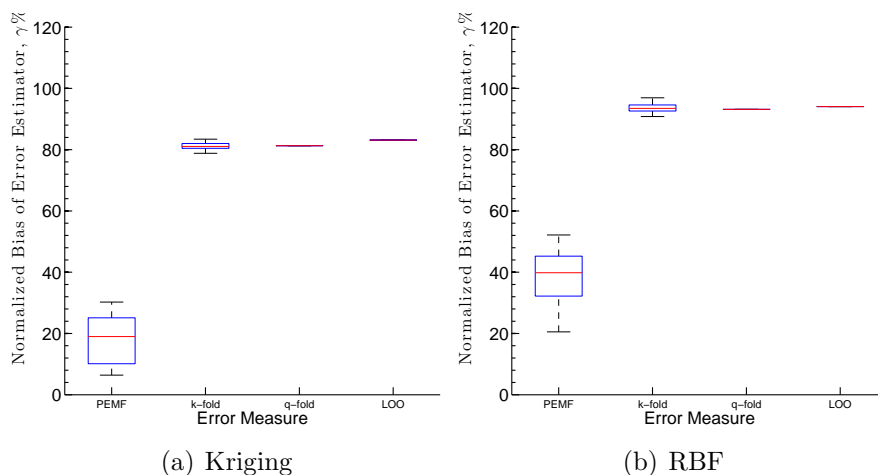 Normalized Bias of Error Estimator, γ%
120
100
80
60
40
20
0
PEMF k−fold q−fold LOO
Error Measure
(a) Kriging
Normalized Bias of Error Estimator, γ%
120
100
80
60
40
20
0
PEMF k−fold q−fold LOO
Error Measure
(b) RBF